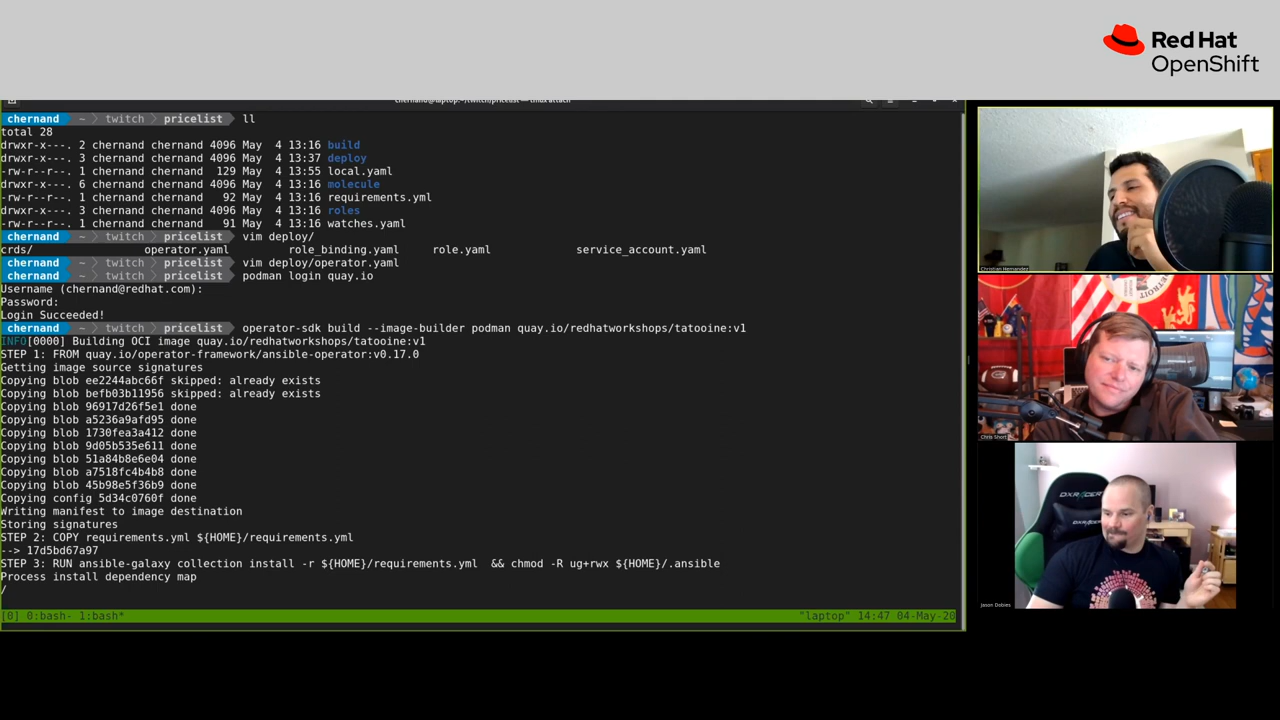 Red Hat
OpenShift
chernand@laptop:~/twitch/pricelist — tmux attach
chernand ~ twitch pricelist ll
total 28
drwxr-x---. 2 chernand chernand 4096 May  4 13:16 build
drwxr-x---. 3 chernand chernand 4096 May  4 13:37 deploy
-rw-r--r--. 1 chernand chernand  129 May  4 13:55 local.yaml
drwxr-x---. 6 chernand chernand 4096 May  4 13:16 molecule
-rw-r--r--. 1 chernand chernand   92 May  4 13:16 requirements.yml
drwxr-x---. 3 chernand chernand 4096 May  4 13:16 roles
-rw-r--r--. 1 chernand chernand   91 May  4 13:16 watches.yaml
chernand ~ twitch pricelist vim deploy/
crds/ operator.yaml role_binding.yaml role.yaml service_account.yaml
chernand ~ twitch pricelist vim deploy/operator.yaml
chernand ~ twitch pricelist podman login quay.io
Username (chernand@redhat.com):
Password:
Login Succeeded!
chernand ~ twitch pricelist operator-sdk build --image-builder podman quay.io/redhatworkshops/tatooine:v1
INFO[0000] Building OCI image quay.io/redhatworkshops/tatooine:v1
STEP 1: FROM quay.io/operator-framework/ansible-operator:v0.17.0
Getting image source signatures
Copying blob ee2244abc66f skipped: already exists
Copying blob befb03b11956 skipped: already exists
Copying blob 96917d26f5e1 done
Copying blob a5236a9afd95 done
Copying blob 1730fea3a412 done
Copying blob 9d05b535e611 done
Copying blob 51a84b8e6e04 done
Copying blob a7518fc4b4b8 done
Copying blob 45b98e5f36b9 done
Copying config 5d34c0760f done
Writing manifest to image destination
Storing signatures
STEP 2: COPY requirements.yml ${HOME}/requirements.yml
--> 17d5bd67a97
STEP 3: RUN ansible-galaxy collection install -r ${HOME}/requirements.yml  && chmod -R ug+rwx ${HOME}/.ansible
Process install dependency map
/
[0] 0:bash- 1:bash* "laptop" 14:47 04-May-20
Christian Hernandez
Chris Short
DXRACER
Jason Dobies